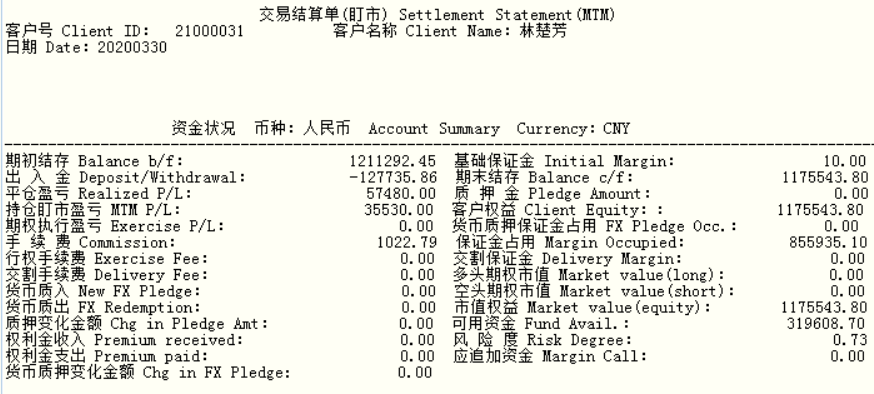 交易结算单(盯市) Settlement Statement(MTM)
客户号 Client ID: 21000031 客户名称 Client Name: 林楚芳
日期 Date: 20200330
资金状况 币种: 人民币 Account Summary Currency: CNY
期初结存 Balance b/f: 1211292.45 基础保证金 Initial Margin: 10.00
出 入 金 Deposit/Withdrawal: -127735.86 期末结存 Balance c/f: 1175543.80
平仓盈亏 Realized P/L: 57480.00 质 押 金 Pledge Amount: 0.00
持仓盯市盈亏 MTM P/L: 35530.00 客户权益 Client Equity: : 1175543.80
期权执行盈亏 Exercise P/L: 0.00 货币质押保证金占用 FX Pledge Occ.: 0.00
手 续 费 Commission: 1022.79 保证金占用 Margin Occupied: 855935.10
行权手续费 Exercise Fee: 0.00 交割保证金 Delivery Margin: 0.00
交割手续费 Delivery Fee: 0.00 多头期权市值 Market value(long): 0.00
货币质入 New FX Pledge: 0.00 空头期权市值 Market value(short): 0.00
货币质出 FX Redemption: 0.00 市值权益 Market value(equity): 1175543.80
质押变化金额 Chg in Pledge Amt: 0.00 可用资金 Fund Avail.: 319608.70
权利金收入 Premium received: 0.00 风 险 度 Risk Degree: 0.73
权利金支出 Premium paid: 0.00 应追加资金 Margin Call: 0.00
货币质押变化金额 Chg in FX Pledge: 0.00